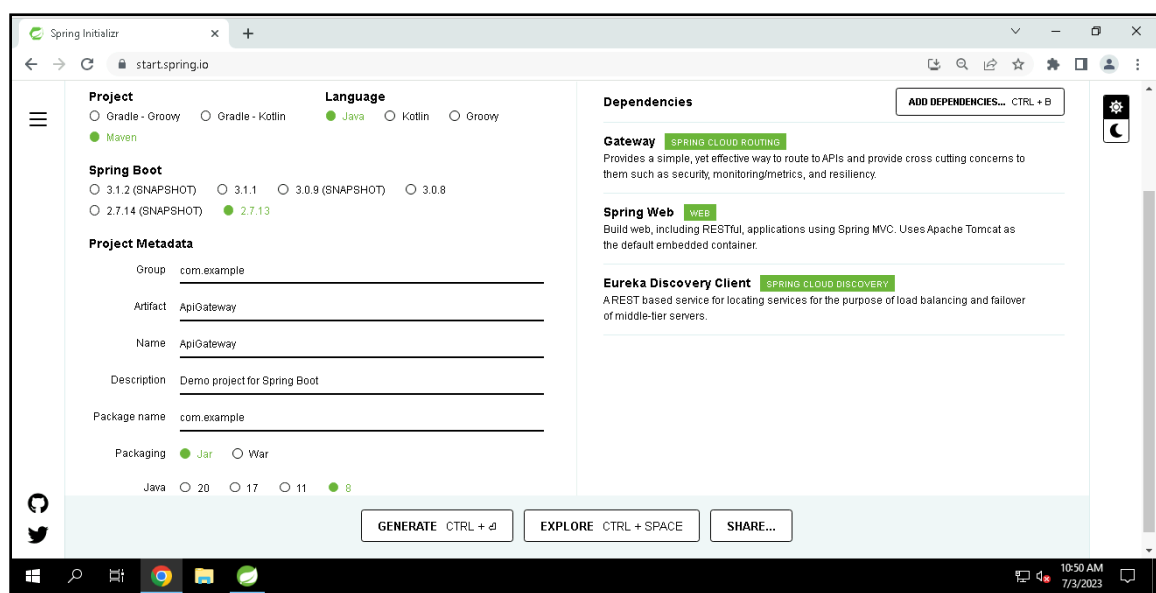 Spring Initializr
start.spring.io
Project
Gradle - Groovy Gradle - Kotlin
Maven
Language
Java Kotlin Groovy
Spring Boot
3.1.2 (SNAPSHOT) 3.1.1 3.0.9 (SNAPSHOT) 3.0.8
2.7.14 (SNAPSHOT) 2.7.13
Project Metadata
Group com.example
Artifact ApiGateway
Name ApiGateway
Description Demo project for Spring Boot
Package name com.example
Packaging Jar War
Java 20 17 11 8
Dependencies
ADD DEPENDENCIES... CTRL + B
Gateway SPRING CLOUD ROUTING
Provides a simple, yet effective way to route to APIs and provide cross cutting concerns to
them such as security, monitoring/metrics, and resiliency.
Spring Web WEB
Build web, including RESTful, applications using Spring MVC. Uses Apache Tomcat as
the default embedded container.
Eureka Discovery Client SPRING CLOUD DISCOVERY
A REST based service for locating services for the purpose of load balancing and failover
of middle-tier servers.
GENERATE CTRL + ⏎ EXPLORE CTRL + SPACE SHARE...
10:50 AM
7/3/2023